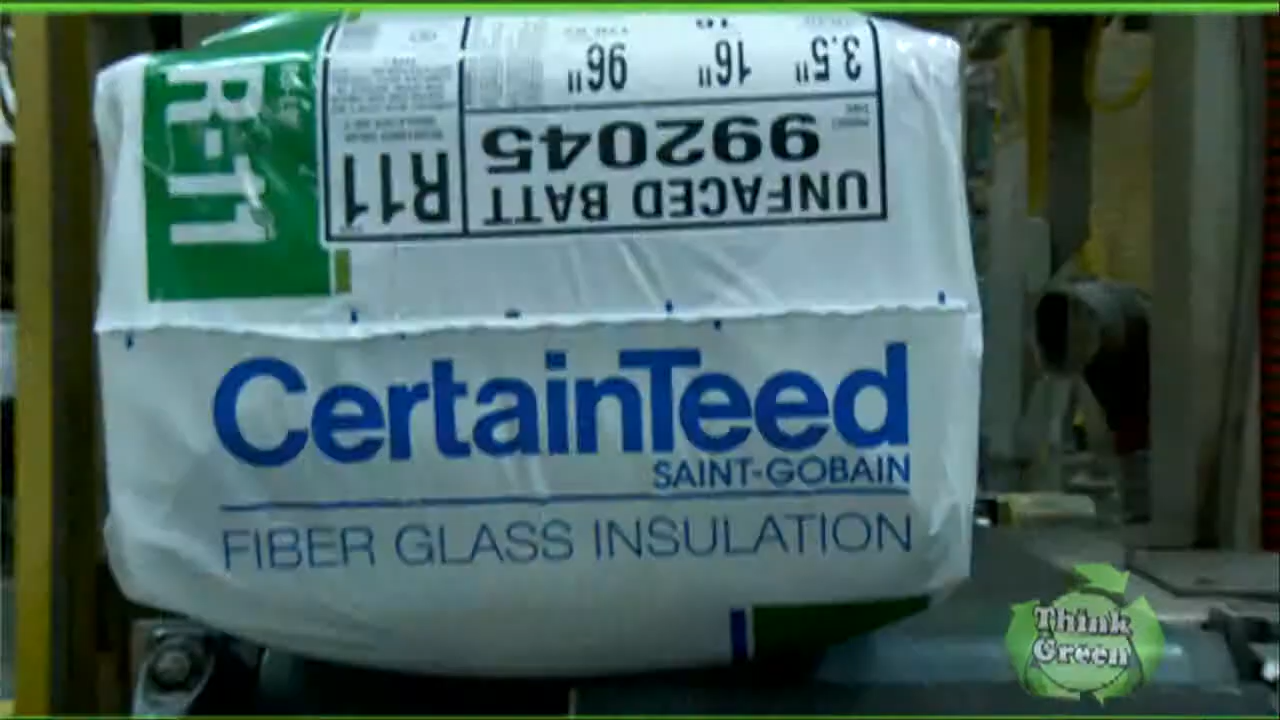 R-11
3.5" 16" 96"
992045
UNFACED BATT
R11
CertainTeed
SAINT-GOBAIN
FIBER GLASS INSULATION
Think
Green